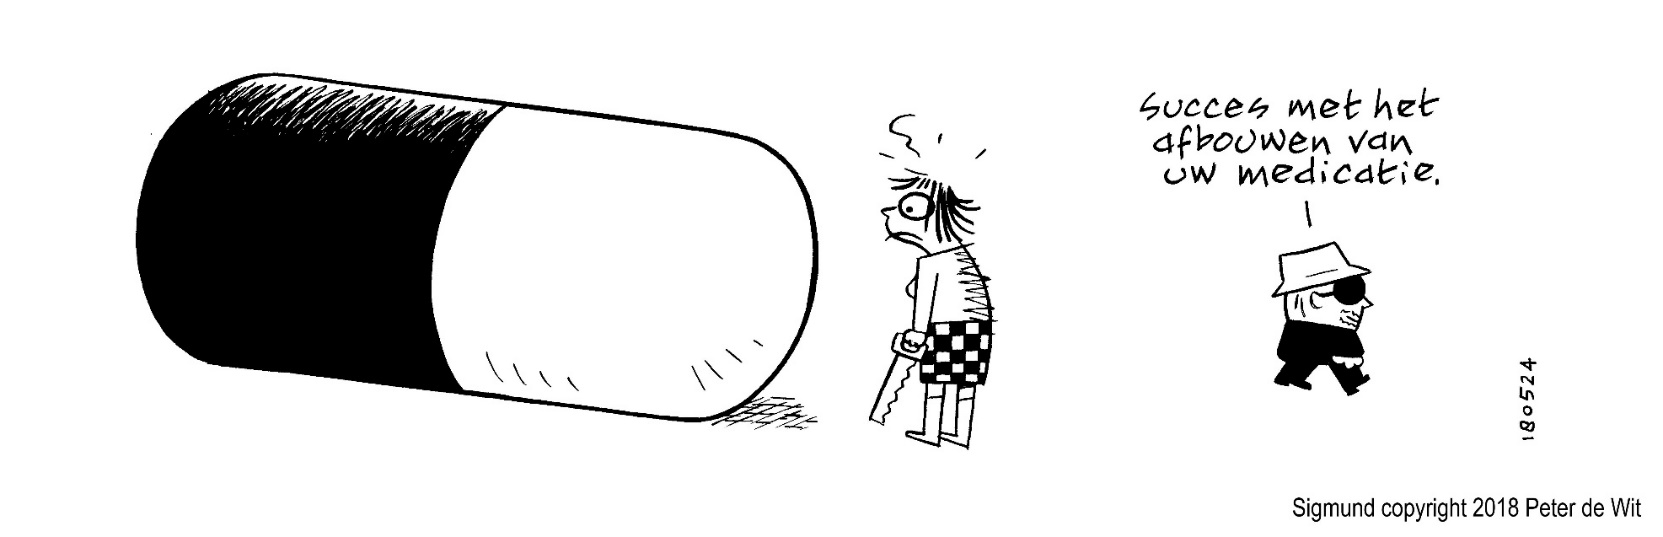 Succes met het
afbouwen van
uw medicatie.
180524
Sigmund copyright 2018 Peter de Wit